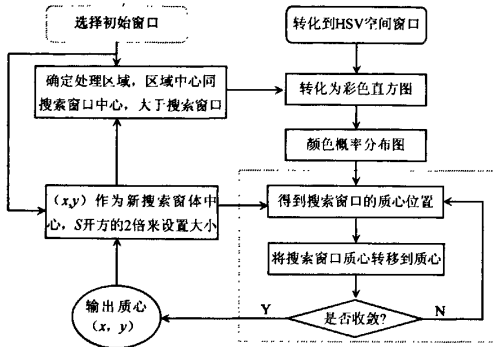 选择初始窗口
转化到HSV空间窗口
确定处理区域，区域中心同
搜索窗口中心，大于搜索窗口
转化为彩色直方图
颜色概率分布图
（x,y）作为新搜索窗体中
心，S开方的2倍来设置大小
得到搜索窗口的质心位置
将搜索窗口质心转移到质心
输出质心
（x，y）
Y
是否收敛?
N